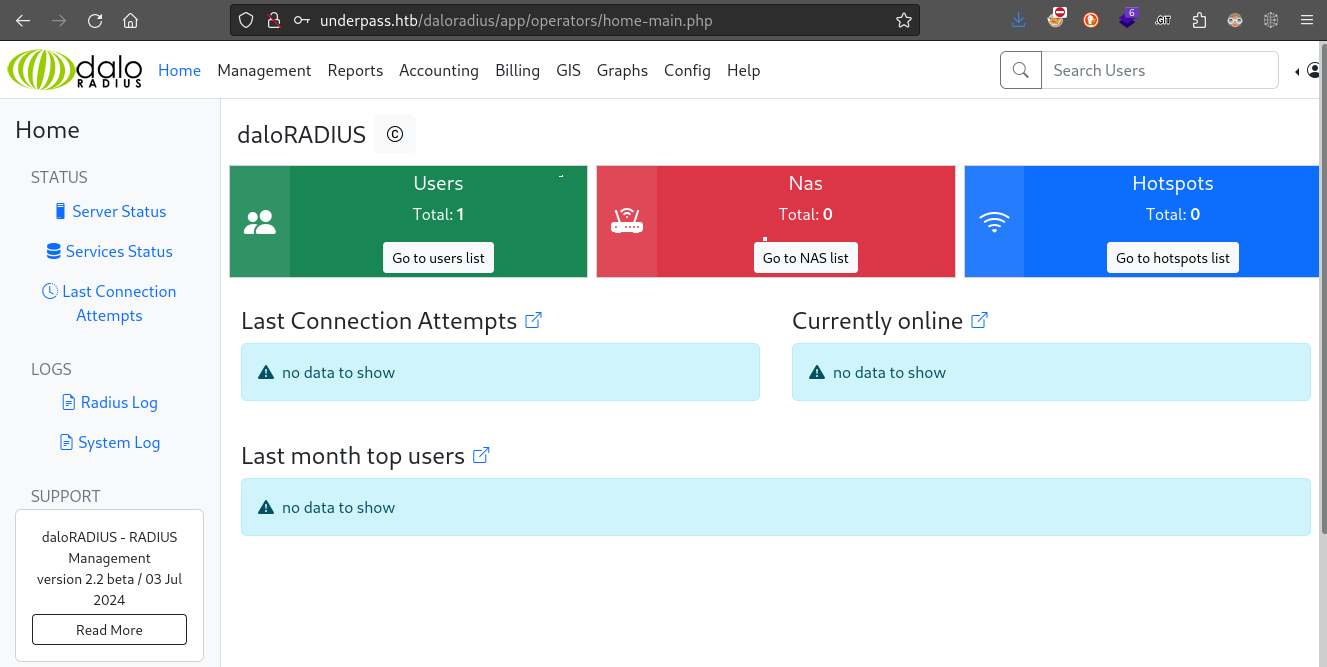 underpass.htb/daloradius/app/operators/home-main.php
6
.GIT
dalo
RADIUS
Home Management Reports Accounting Billing GIS Graphs Config Help
Search Users
Home
STATUS
Server Status
Services Status
Last Connection
Attempts
LOGS
Radius Log
System Log
SUPPORT
daloRADIUS - RADIUS
Management
version 2.2 beta / 03 Jul
2024
Read More
daloRADIUS ©
Users
Total: 1
Go to users list
Nas
Total: 0
Go to NAS list
Hotspots
Total: 0
Go to hotspots list
Last Connection Attempts
no data to show
Currently online
no data to show
Last month top users
no data to show